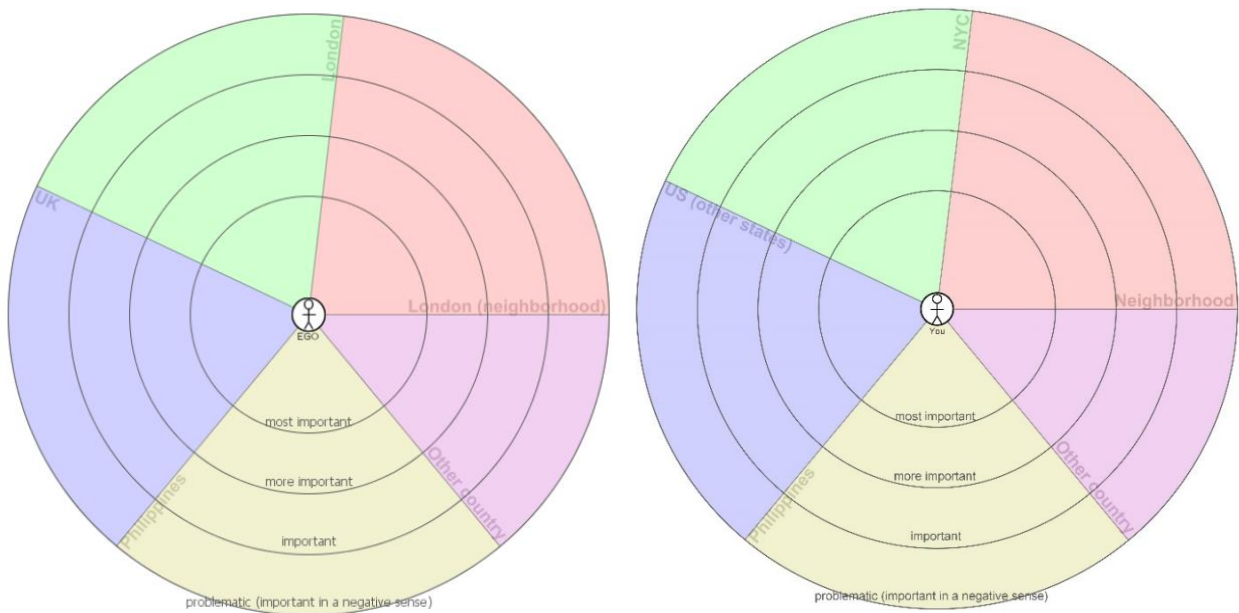 London
UK
London (neighborhood)
EGO
most important
Other country
more important
Philippines
important
problematic (important in a negative sense)
NYC
US (other states)
Neighborhood
You
most important
Other country
more important
Philippines
important
problematic (important in a negative sense)